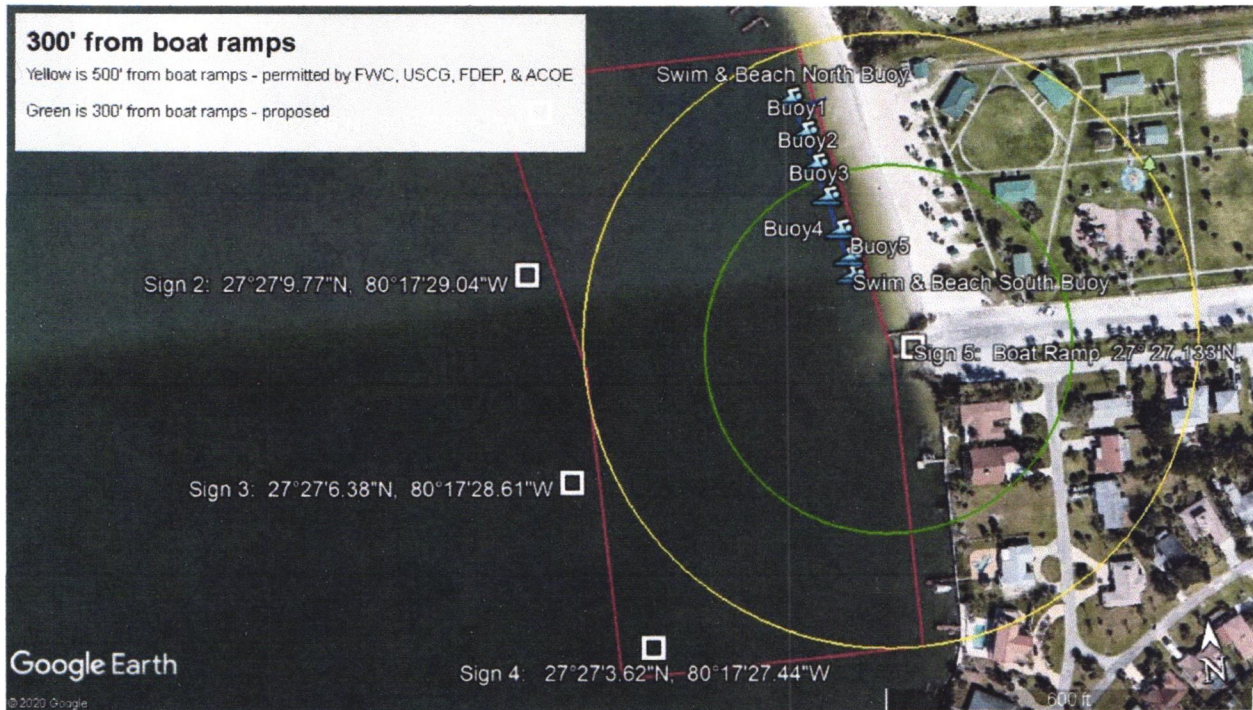 300' from boat ramps
Yellow is 500' from boat ramps - permitted by FWC, USCG, FDEP, & ACOE
Green is 300' from boat ramps - proposed
Swim & Beach North Buoy
Buoy1
Buoy2
Buoy3
Buoy4
Buoy5
Swim & Beach South Buoy
Sign 2: 27°27'9.77"N, 80°17'29.04"W
Sign 5: Boat Ramp 27° 27.133'N,
Sign 3: 27°27'6.38"N, 80°17'28.61"W
Sign 4: 27°27'3.62"N, 80°17'27.44"W
Google Earth
© 2020 Google
600 ft
N